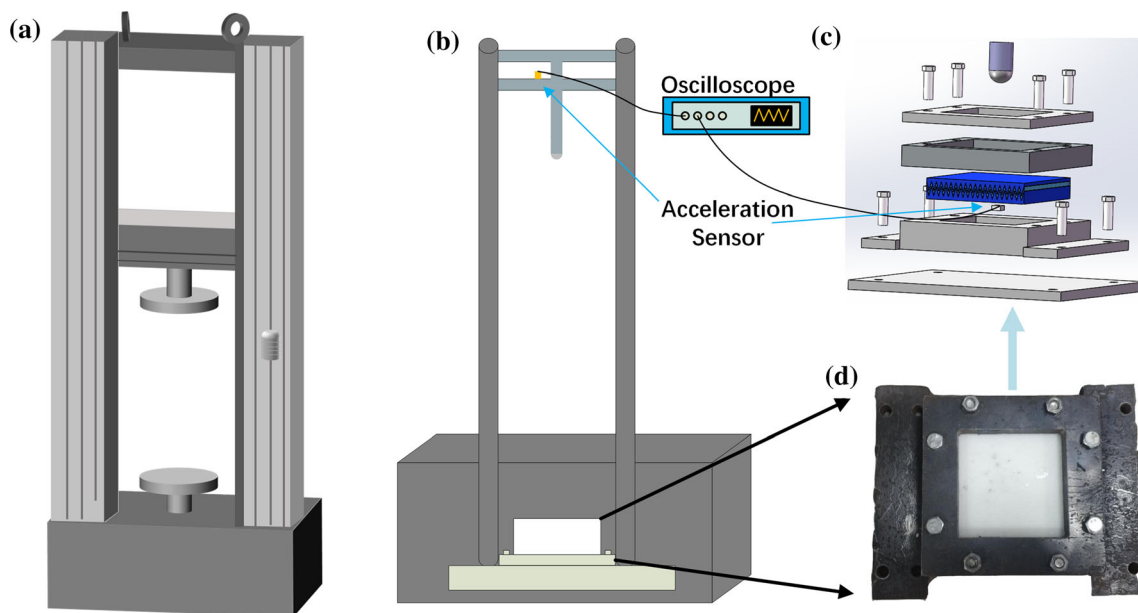 (a)
(b)
(c)
Oscilloscope
Acceleration
Sensor
(d)